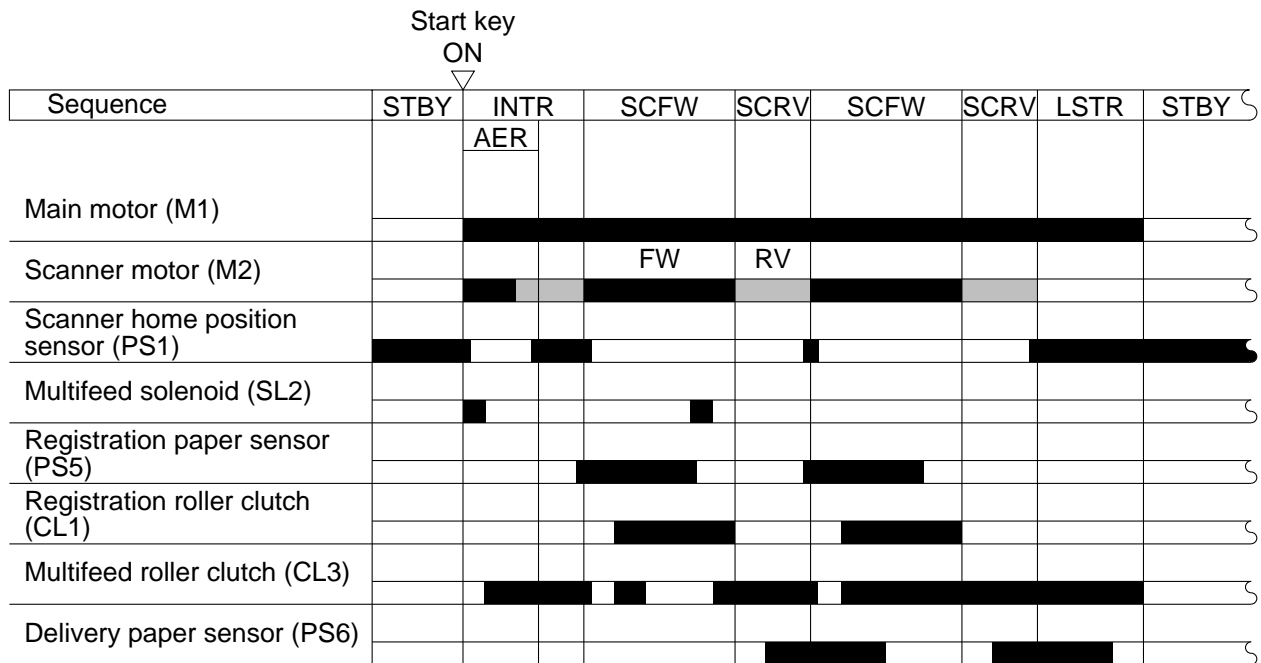 Start key
ON
Sequence STBY INTR SCFW SCRV SCFW SCRV LSTR STBY
AER
Main motor (M1)
FW RV
Scanner motor (M2)
Scanner home position
sensor (PS1)
Multifeed solenoid (SL2)
Registration paper sensor
(PS5)
Registration roller clutch
(CL1)
Multifeed roller clutch (CL3)
Delivery paper sensor (PS6)